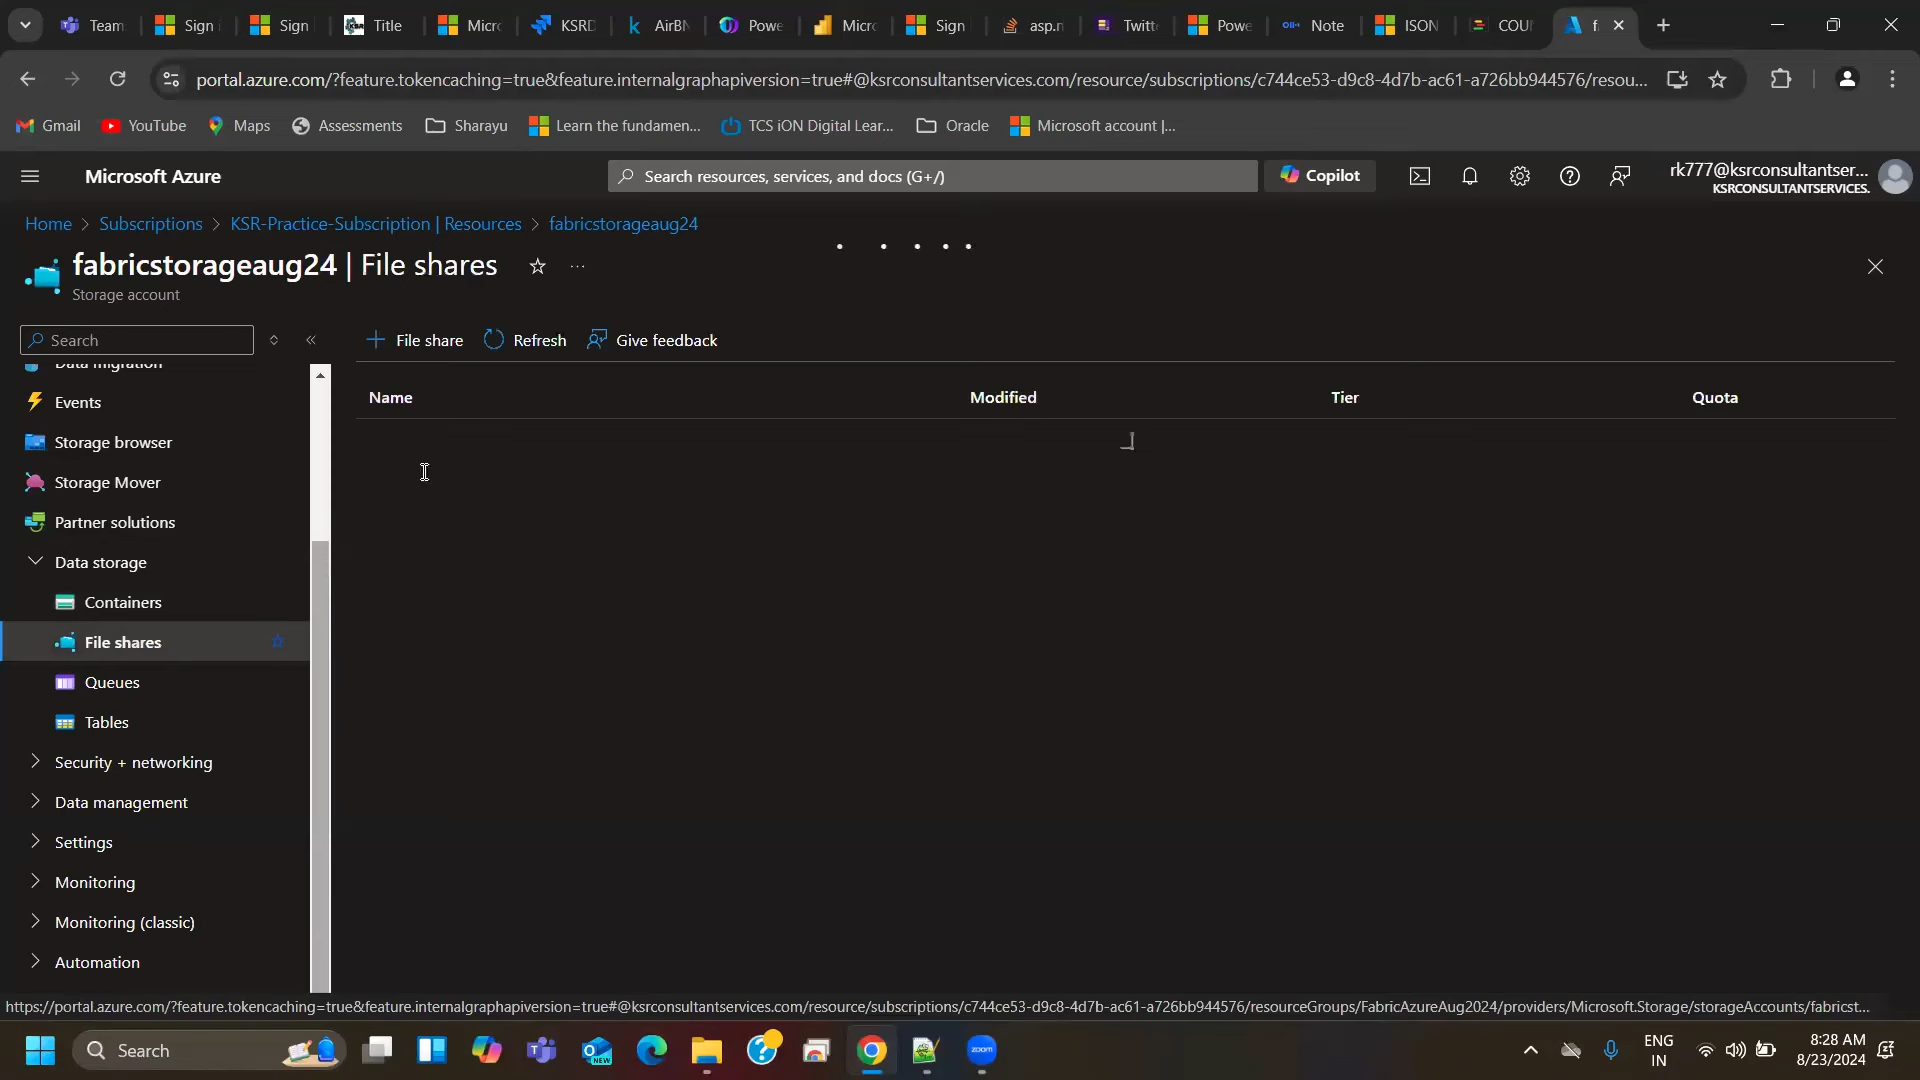 Team
Sign
Sign
Title
Micro
KSRD
AirBN
Powe
Micro
Sign
asp.n
Twitt
Powe
Note
ISON
COU
f
portal.azure.com/?feature.tokencaching=true&feature.internalgraphapiversion=true#@ksrconsultantservices.com/resource/subscriptions/c744ce53-d9c8-4d7b-ac61-a726bb944576/resou...
Gmail
YouTube
Maps
Assessments
Sharayu
Learn the fundamen...
TCS iON Digital Lear...
Oracle
Microsoft account |...
Microsoft Azure
Search resources, services, and docs (G+/)
Copilot
rk777@ksrconsultantser...
KSRCONSULTANTSERVICES.
Home > Subscriptions > KSR-Practice-Subscription | Resources > fabricstorageaug24
fabricstorageaug24 | File shares
Storage account
Search
File share
Refresh
Give feedback
Name
Modified
Tier
Quota
Data migration
Events
Storage browser
Storage Mover
Partner solutions
Data storage
Containers
File shares
Queues
Tables
Security + networking
Data management
Settings
Monitoring
Monitoring (classic)
Automation
https://portal.azure.com/?feature.tokencaching=true&feature.internalgraphapiversion=true#@ksrconsultantservices.com/resource/subscriptions/c744ce53-d9c8-4d7b-ac61-a726bb944576/resourceGroups/FabricAzureAug2024/providers/Microsoft.Storage/storageAccounts/fabricst...
Search
NEW
zoom
ENG
IN
8:28 AM
8/23/2024